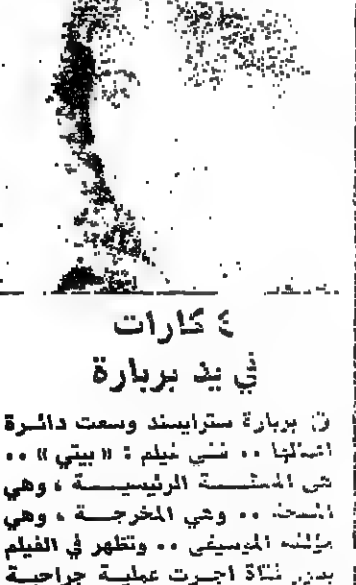 ٤ كارات
في يد بربارة
ان بربارة سترايسند وسعت دائرة
اعمالها .. ففي فيلم : « بيتي » ..
هي الممثلة الرئيسية ، وهي
المنتجة .. وهي المخرجة ، وهي
مؤلفة الموسيقى .. وتظهر في الفيلم
بدور فتاة اجرت عملية جراحية